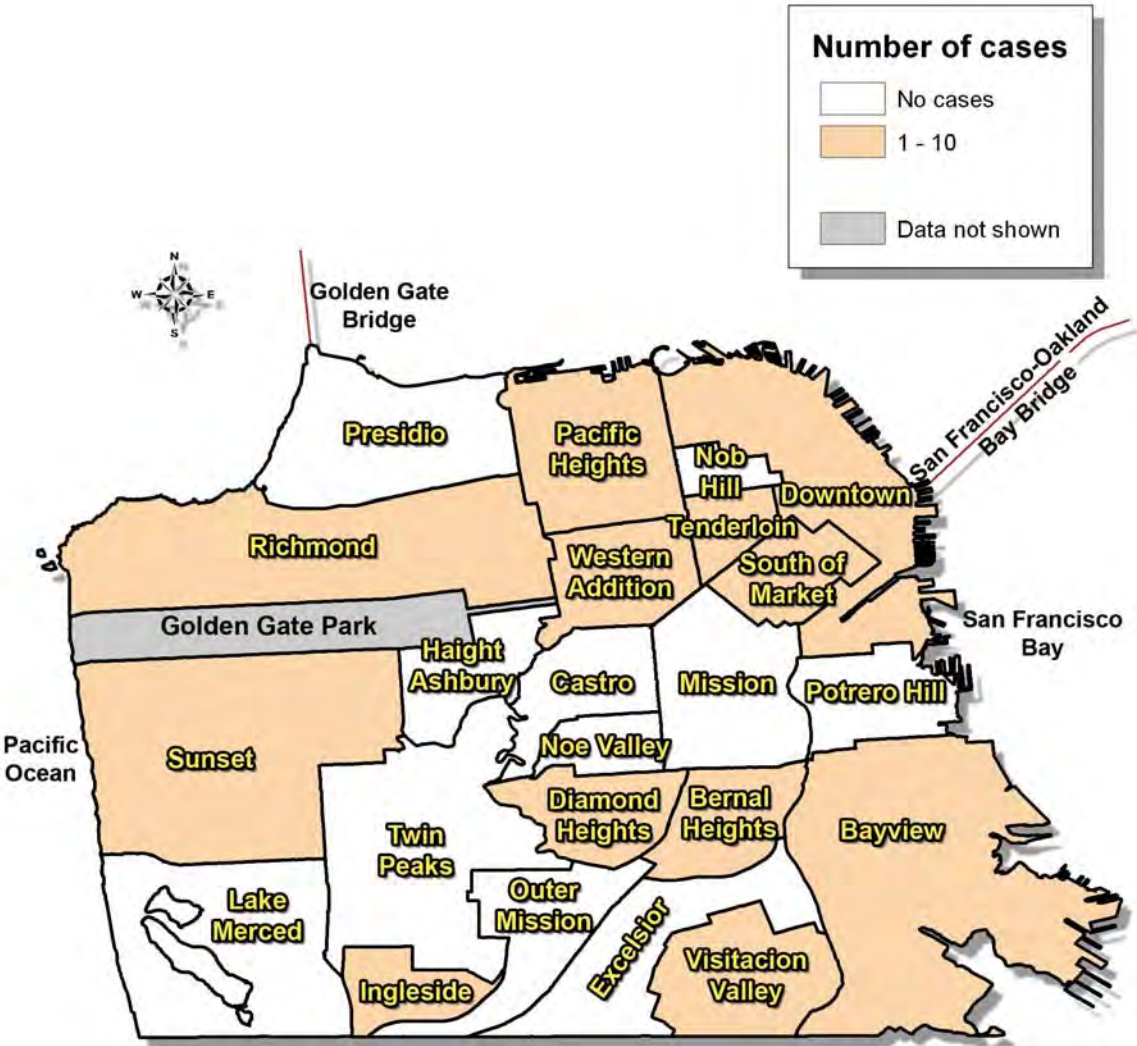 Number of cases
No cases
1 - 10
Data not shown
N
W
E
S
Golden Gate
Bridge
San Francisco-Oakland
Bay Bridge
Presidio
Pacific
Heights
Nob
Hill
Downtown
Tenderloin
Richmond
Western
Addition
South of
Market
Golden Gate Park
San Francisco
Bay
Haight
Ashbury
Castro
Mission
Potrero Hill
Pacific
Ocean
Sunset
Noe Valley
Diamond
Heights
Bernal
Heights
Bayview
Twin
Peaks
Lake
Merced
Outer
Mission
Excelsior
Visitacion
Valley
Ingleside